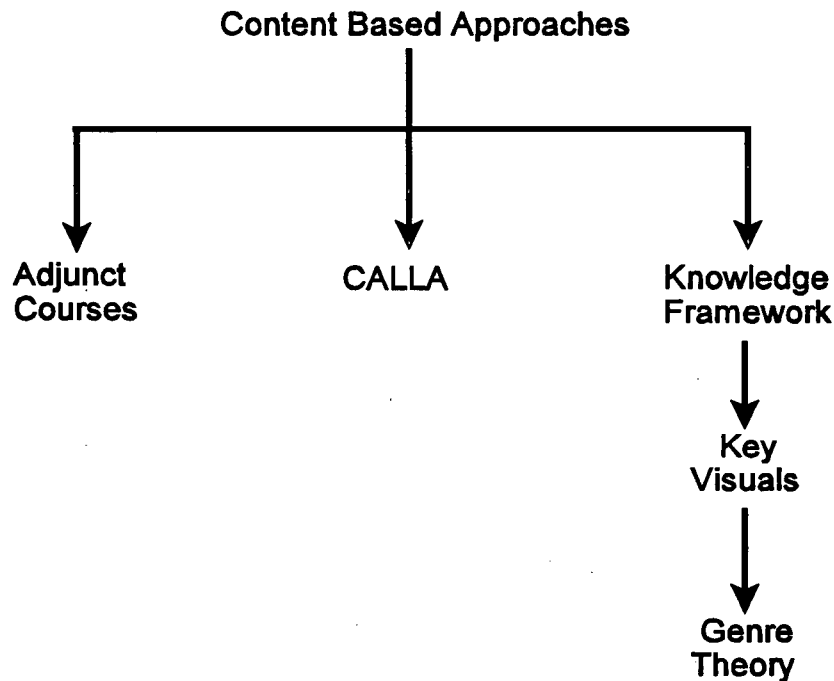 Content Based Approaches
Adjunct
Courses
CALLA
Knowledge
Framework
Key
Visuals
Genre
Theory